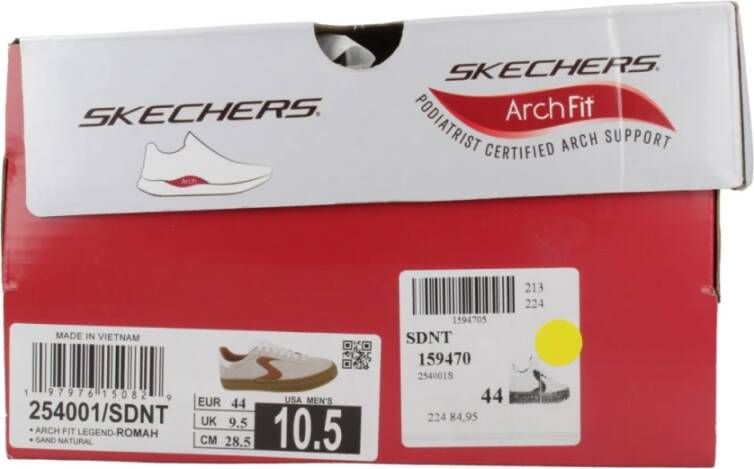 SKECHERS
Arch
SKECHERS
ArchFit
PODIATRIST CERTIFIED ARCH SUPPORT
MADE IN VIETNAM
1 97976 15082 9
254001/SDNT
• ARCH FIT LEGEND-ROMAH
• SAND NATURAL
EUR 44
UK 9.5
CM 28.5
USA MEN'S
10.5
213
224
1594705
SDNT
159470
254001S
44
224 84,95